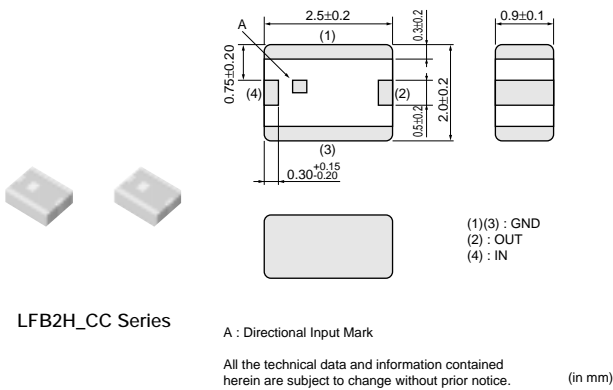 2.5±0.2
0.9±0.1
A
(1)
0.3±0.2
0.75±0.20
(4)
(2)
0.5±0.2
2.0±0.2
(3)
0.30+0.15-0.20
(1)(3) : GND
(2) : OUT
(4) : IN
LFB2H_CC Series
A : Directional Input Mark
All the technical data and information contained
herein are subject to change without prior notice.
(in mm)